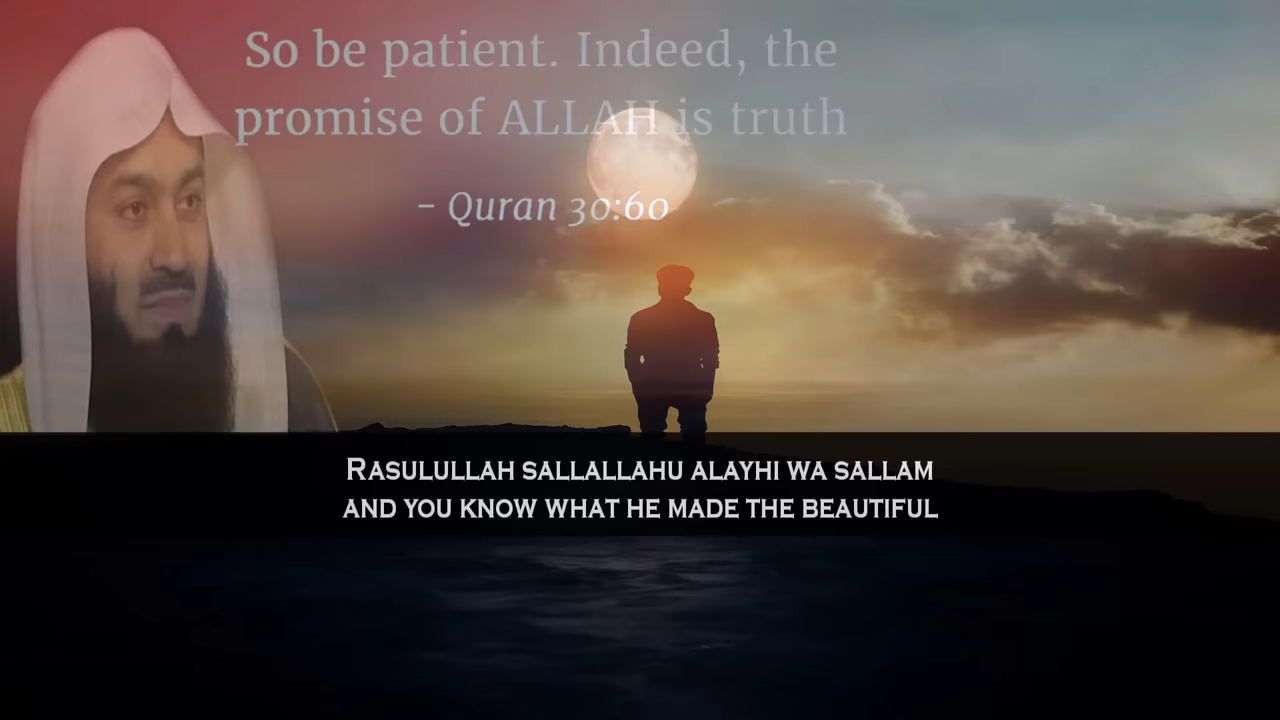 So be patient. Indeed, the
promise of ALLAH is truth
- Quran 30:60
RASULULLAH SALLALLAHU ALAYHI WA SALLAM
AND YOU KNOW WHAT HE MADE THE BEAUTIFUL